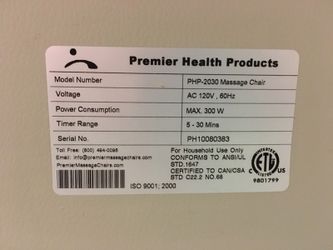 Premier Health Products
Model Number PHP-2030 Massage Chair
Voltage AC 120V , 60Hz
Power Consumption MAX. 300 W
Timer Range 5 - 30 Mins
Serial No. PH10080383
Toll Free: (800) 484-0095
Email: info@premiermassagechairs.com
PremierMassageChairs.com
For Household Use Only
CONFORMS TO ANSI/UL
STD.1647
CERTIFIED TO CAN/CSA
STD C22.2 NO.68
ETL
9801799
ISO 9001; 2000